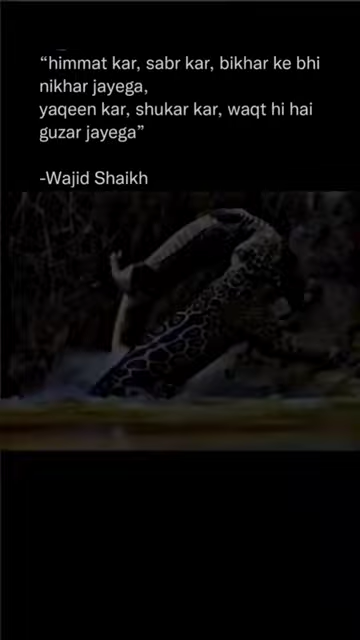 “himmat kar, sabr kar, bikhar ke bhi
nikhar jayega,
yaqeen kar, shukar kar, waqt hi hai
guzar jayega”
-Wajid Shaikh